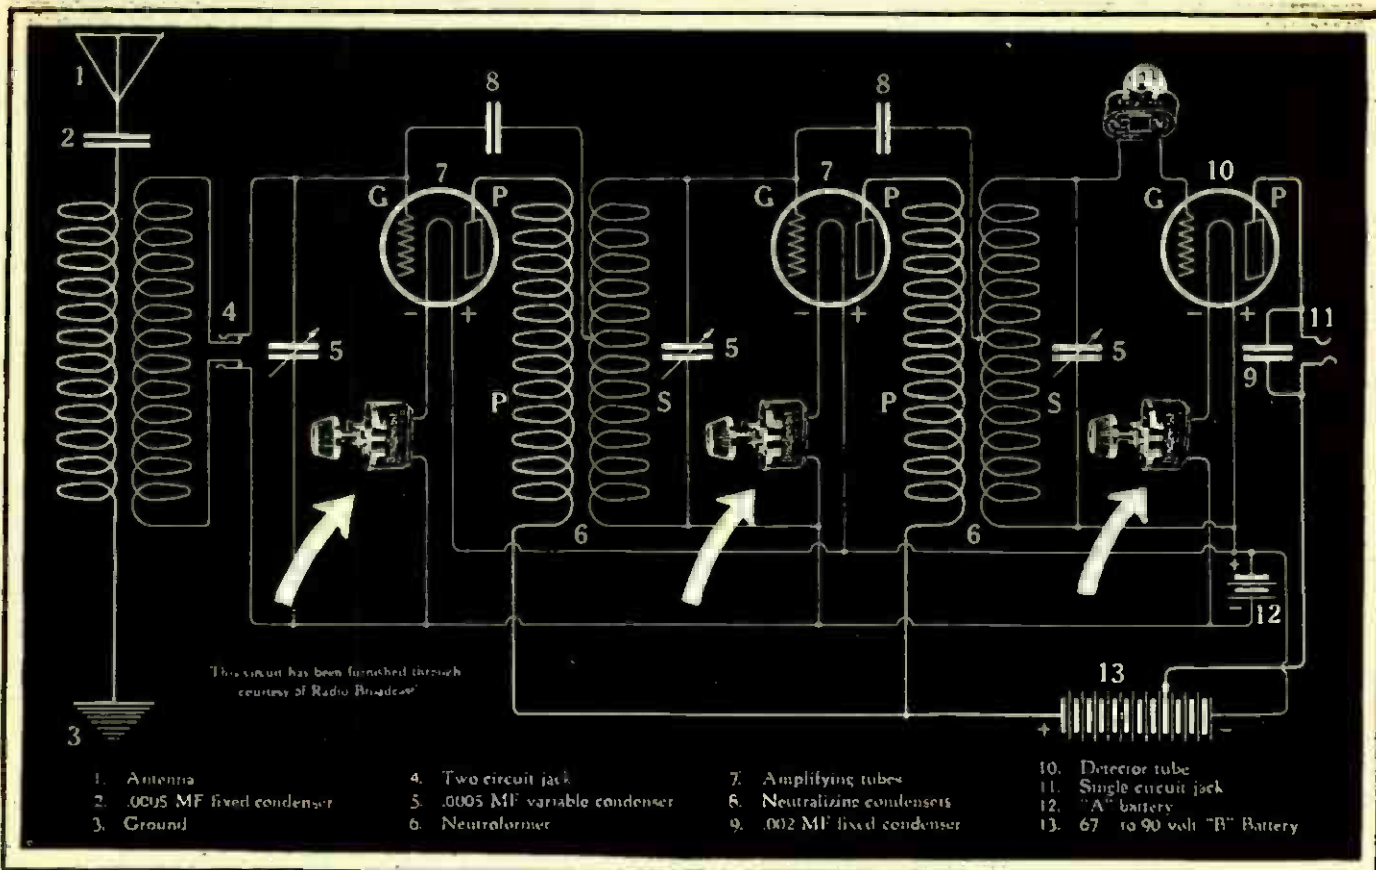 1
2
3
4
5
5
5
6
6
7
7
8
8
9
10
11
12
13
G
P
G
P
G
P
P
S
P
S
-
+
-
+
-
+
+
-
+
-
This circuit has been furnished through
courtesy of Radio Broadcast
1. Antenna
2. .0005 MF fixed condenser
3. Ground
4. Two circuit jack
5. .0005 MF variable condenser
6. Neutroformer
7. Amplifying tubes
8. Neutralizing condensers
9. .002 MF fixed condenser
10. Detector tube
11. Single circuit jack
12. "A" battery
13. 67 to 90 volt "B" Battery